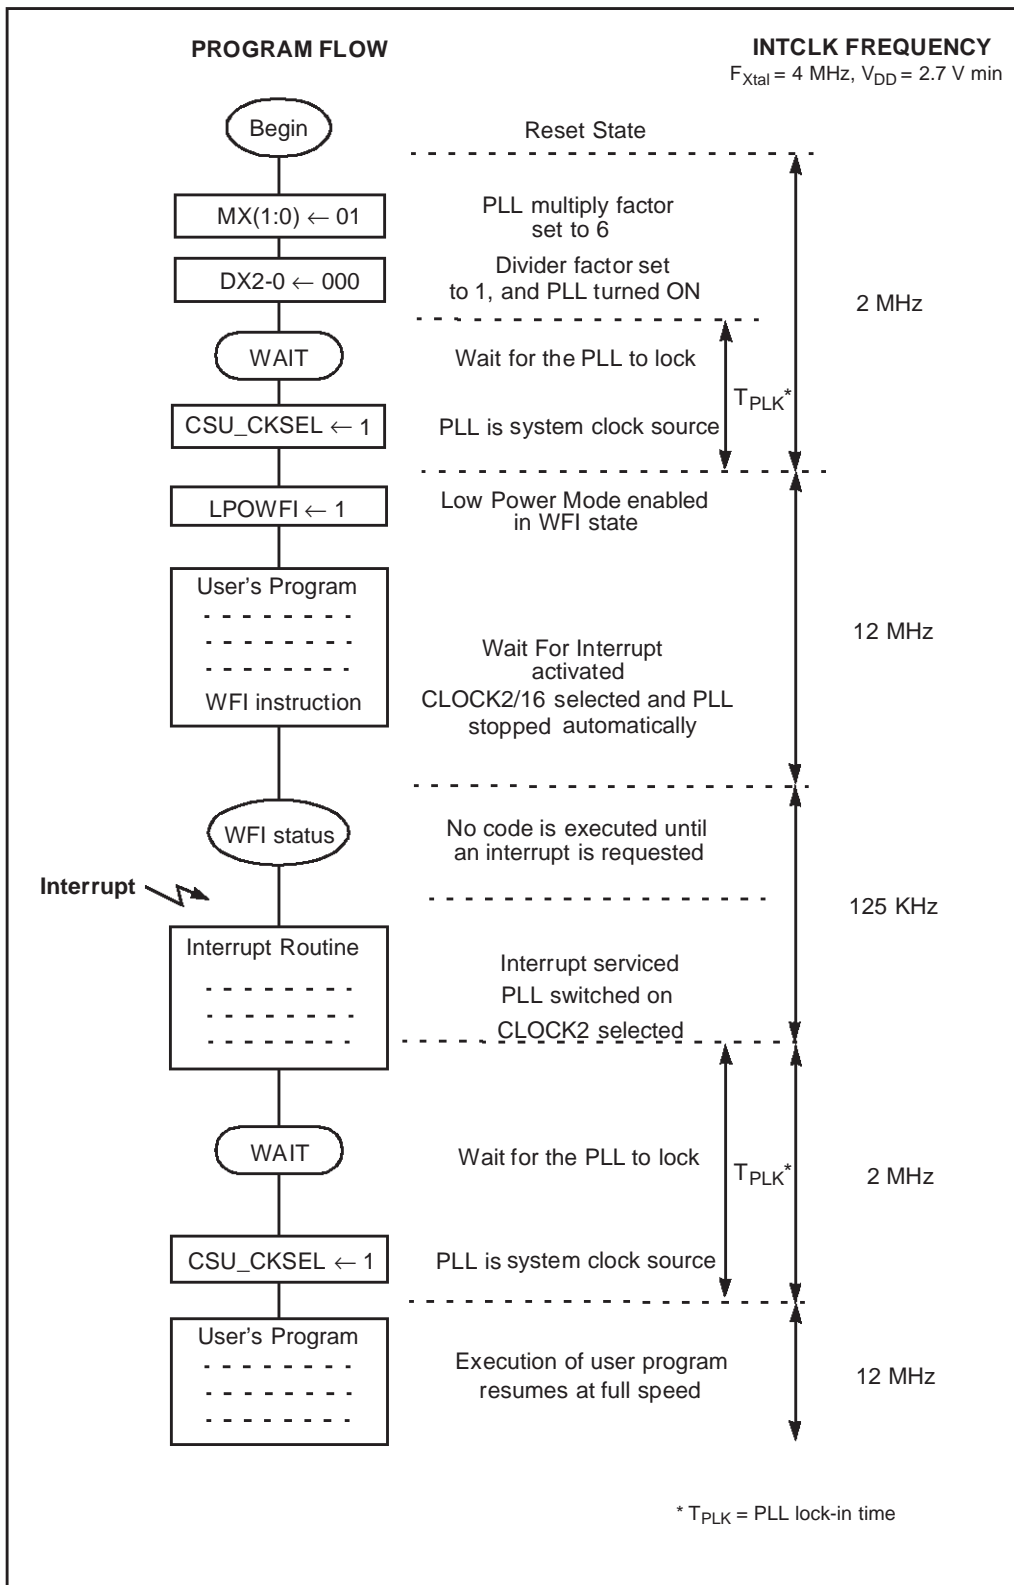 PROGRAM FLOW
INTCLK FREQUENCY
FXtal = 4 MHz, VDD = 2.7 V min
Begin
Reset State
MX(1:0) ← 01
PLL multiply factor
set to 6
DX2-0 ← 000
Divider factor set
to 1, and PLL turned ON
2 MHz
WAIT
Wait for the PLL to lock
TPLK*
CSU_CKSEL ← 1
PLL is system clock source
LPOWFI ← 1
Low Power Mode enabled
in WFI state
User's Program
WFI instruction
Wait For Interrupt
activated
CLOCK2/16 selected and PLL
stopped automatically
12 MHz
WFI status
No code is executed until
an interrupt is requested
Interrupt
125 KHz
Interrupt Routine
Interrupt serviced
PLL switched on
CLOCK2 selected
WAIT
Wait for the PLL to lock
TPLK*
2 MHz
CSU_CKSEL ← 1
PLL is system clock source
User's Program
Execution of user program
resumes at full speed
12 MHz
* TPLK = PLL lock-in time